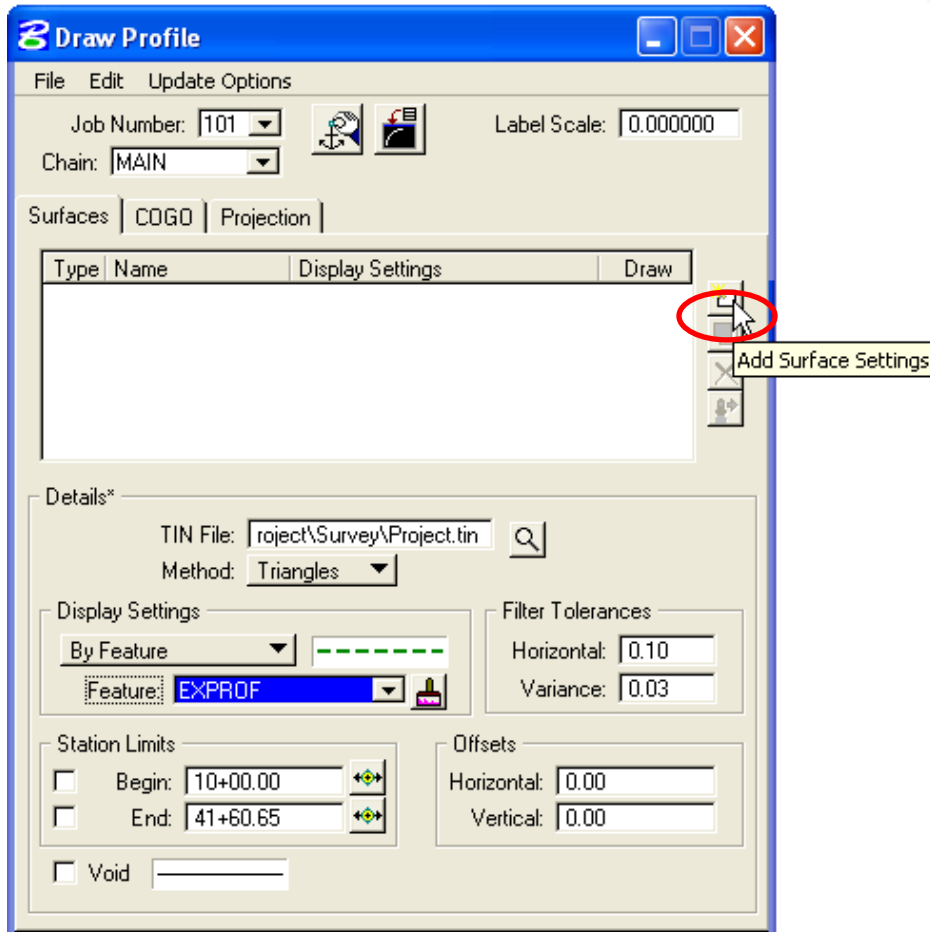 Draw Profile
File Edit Update Options
Job Number: 101 Label Scale: 0.000000
Chain: MAIN
Surfaces COGO Projection
Type Name Display Settings Draw
Add Surface Settings
Details*
TIN File: roject\Survey\Project.tin
Method: Triangles
Display Settings Filter Tolerances
By Feature Horizontal: 0.10
Feature: EXPROF Variance: 0.03
Station Limits Offsets
Begin: 10+00.00 Horizontal: 0.00
End: 41+60.65 Vertical: 0.00
Void